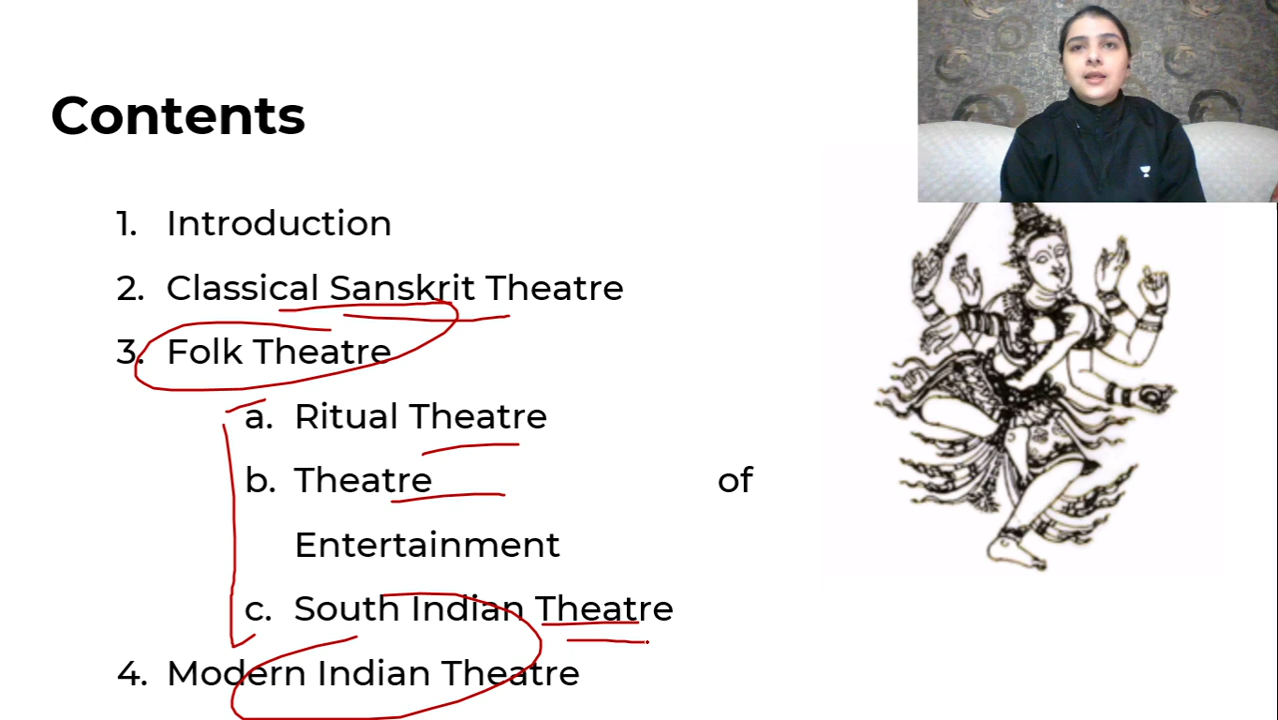 Contents
1. Introduction
2. Classical Sanskrit Theatre
3. Folk Theatre
a. Ritual Theatre
b. Theatre of
Entertainment
c. South Indian Theatre
4. Modern Indian Theatre